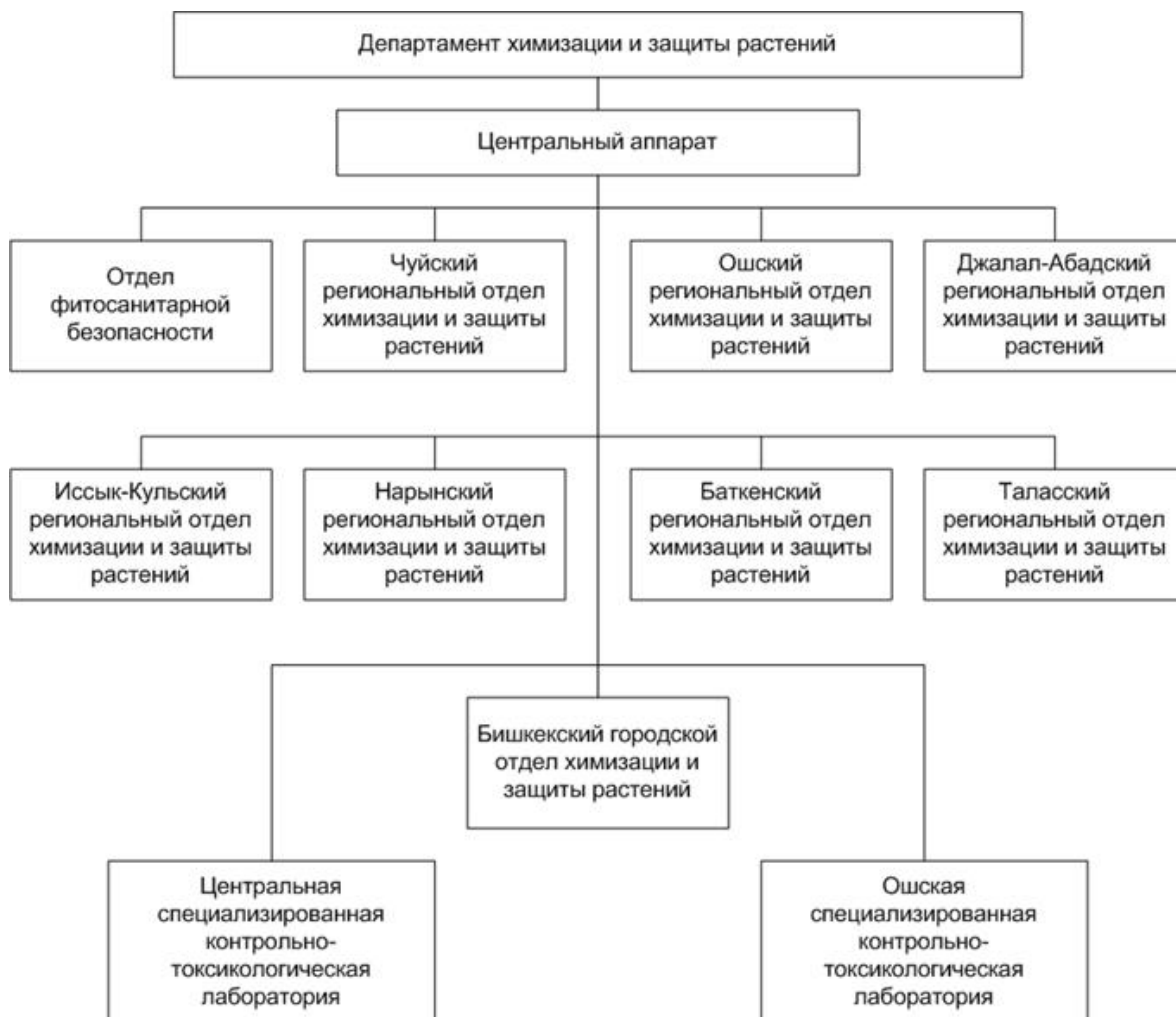 Департамент химизации и защиты растений
Центральный аппарат
Отдел
фитосанитарной
безопасности
Чуйский
региональный отдел
химизации и защиты
растений
Ошский
региональный отдел
химизации и защиты
растений
Джалал-Абадский
региональный отдел
химизации и защиты
растений
Иссык-Кульский
региональный отдел
химизации и защиты
растений
Нарынский
региональный отдел
химизации и защиты
растений
Баткенский
региональный отдел
химизации и защиты
растений
Таласский
региональный отдел
химизации и защиты
растений
Бишкекский городской
отдел химизации и
защиты растений
Центральная
специализированная
контрольно-
токсикологическая
лаборатория
Ошская
специализированная
контрольно-
токсикологическая
лаборатория